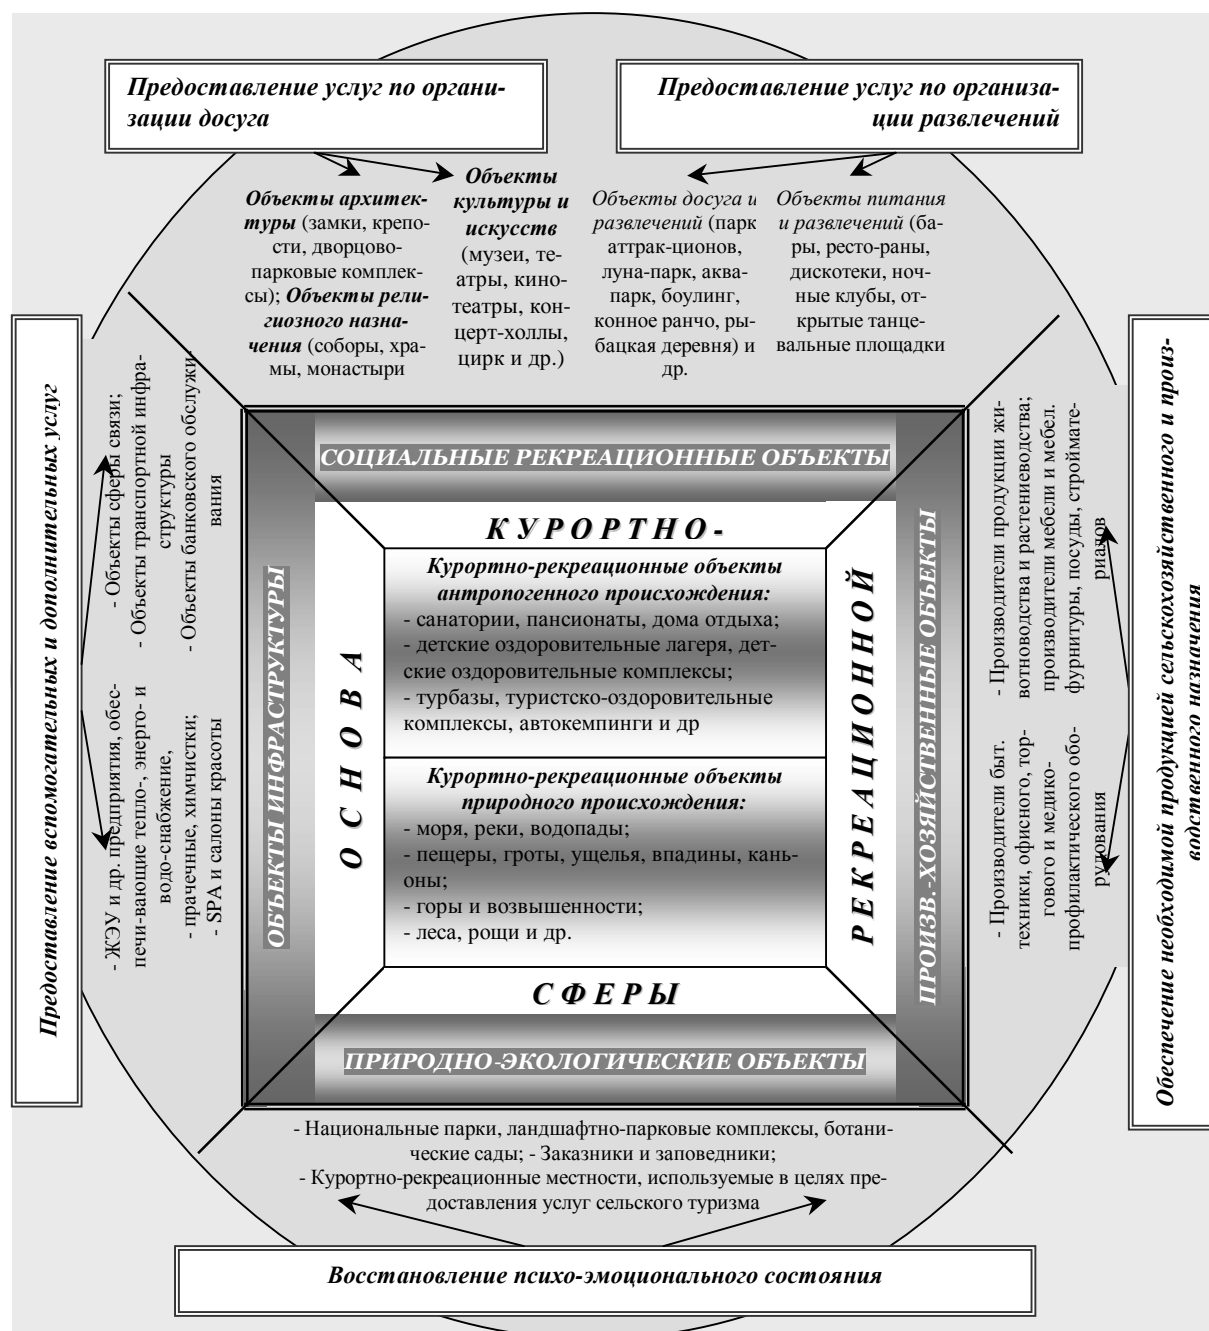 Предоставление услуг по органи-
зации досуга
Предоставление услуг по организа-
ции развлечений
Объекты архитек-
туры (замки, крепо-
сти, дворцово-
парковые комплек-
сы); Объекты рели-
гиозного назна-
чения (соборы, хра-
мы, монастыри
Объекты
культуры и
искусств
(музеи, те-
атры, кино-
театры, кон-
церт-холлы,
цирк и др.)
Объекты досуга и
развлечений (парк
аттрак-ционов,
луна-парк, аква-
парк, боулинг,
конное ранчо, ры-
бацкая деревня) и
др.
Объекты питания
и развлечений (ба-
ры, ресто-раны,
дискотеки, ноч-
ные клубы, от-
крытые танце-
вальные площадки
Предоставление вспомогательных и дополнительных услуг
- Объекты сферы связи;
- Объекты транспортной инфра-
структуры
- Объекты банковского обслужи-
вания
- ЖЭУ и др. предприятия, обес-
печи-вающие тепло-, энерго- и
водо-снабжение,
- прачечные, химчистки;
- SPA и салоны красоты
ОБЪЕКТЫ ИНФРАСТРУКТУРЫ
СОЦИАЛЬНЫЕ РЕКРЕАЦИОННЫЕ ОБЪЕКТЫ
ОСНОВА
КУРОРТНО-
РЕКРЕАЦИОННОЙ
СФЕРЫ
Курортно-рекреационные объекты
антропогенного происхождения:
- санатории, пансионаты, дома отдыха;
- детские оздоровительные лагеря, дет-
ские оздоровительные комплексы;
- турбазы, туристско-оздоровительные
комплексы, автокемпинги и др
Курортно-рекреационные объекты
природного происхождения:
- моря, реки, водопады;
- пещеры, гроты, ущелья, впадины, кань-
оны;
- горы и возвышенности;
- леса, рощи и др.
ПРОИЗВ.-ХОЗЯЙСТВЕННЫЕ ОБЪЕКТЫ
- Производители продукции жи-
вотноводства и растениеводства;
производители мебели и мебел.
фурнитуры, посуды, строймате-
риалов
- Производители быт.
техники, офисного, тор-
гового и медико-
профилактического обо-
рудования
Обеспечение необходимой продукцией сельскохозяйственного и произ-
водственного назначения
ПРИРОДНО-ЭКОЛОГИЧЕСКИЕ ОБЪЕКТЫ
- Национальные парки, ландшафтно-парковые комплексы, ботани-
ческие сады; - Заказники и заповедники;
- Курортно-рекреационные местности, используемые в целях пре-
доставления услуг сельского туризма
Восстановление психо-эмоционального состояния